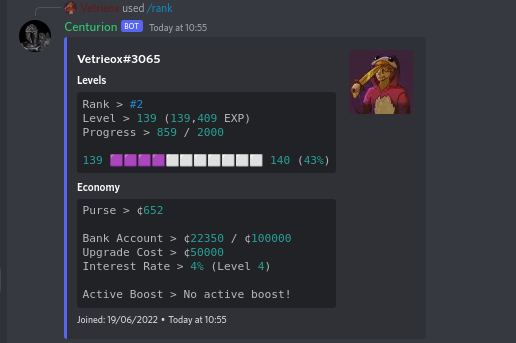 Vetrieox used /rank
Centurion BOT Today at 10:55
Vetrieox#3065
Levels
Rank > #2
Level > 139 (139,409 EXP)
Progress > 859 / 2000
139 140 (43%)
Economy
Purse > ¢652
Bank Account > ¢22350 / ¢100000
Upgrade Cost > ¢50000
Interest Rate > 4% (Level 4)
Active Boost > No active boost!
Joined: 19/06/2022 • Today at 10:55